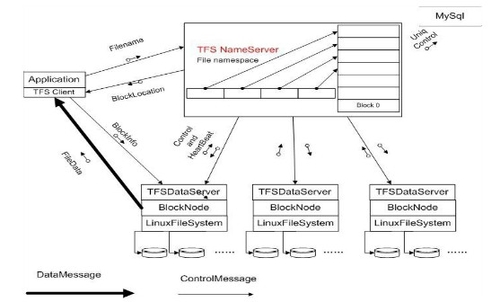 MySql
Filename
TFS NameServer
File namespace
Uniq
Control
Application
TFS Client
BlockLocation
Block 0
BlockInfo
Control
and
HeartBeat
FileData
TFSDataServer
BlockNode
LinuxFileSystem
......
TFSDataServer
BlockNode
LinuxFileSystem
......
TFSDataServer
BlockNode
LinuxFileSystem
......
DataMessage
ControlMessage